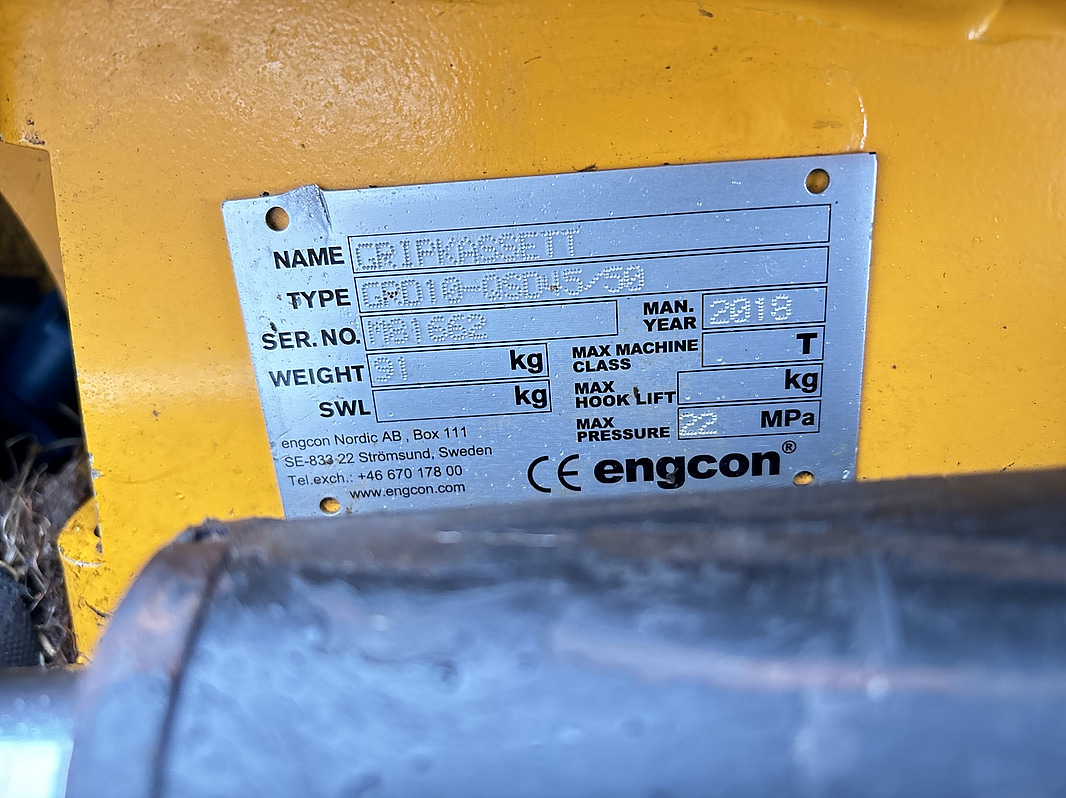 NAME GRIPKASSETT
TYPE GRD10-QSD45/50
SER. NO. M81662 MAN. YEAR 2018
WEIGHT 91 kg MAX MACHINE CLASS T
SWL kg MAX HOOK LIFT kg
MAX PRESSURE 22 MPa
engcon Nordic AB , Box 111
SE-833 22 Strömsund, Sweden
Tel.exch.: +46 670 178 00
www.engcon.com
CE engcon®